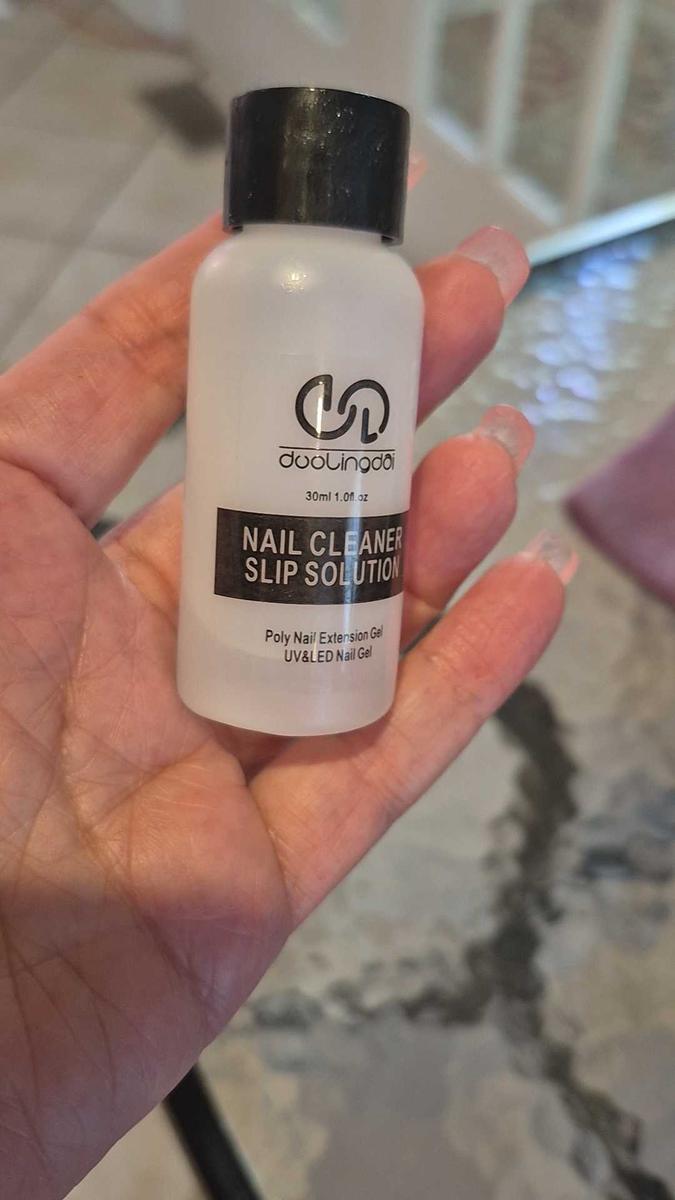 duolingdai
30ml 1.0fl.oz
NAIL CLEANER
SLIP SOLUTION
Poly Nail Extension Gel
UV&LED Nail Gel